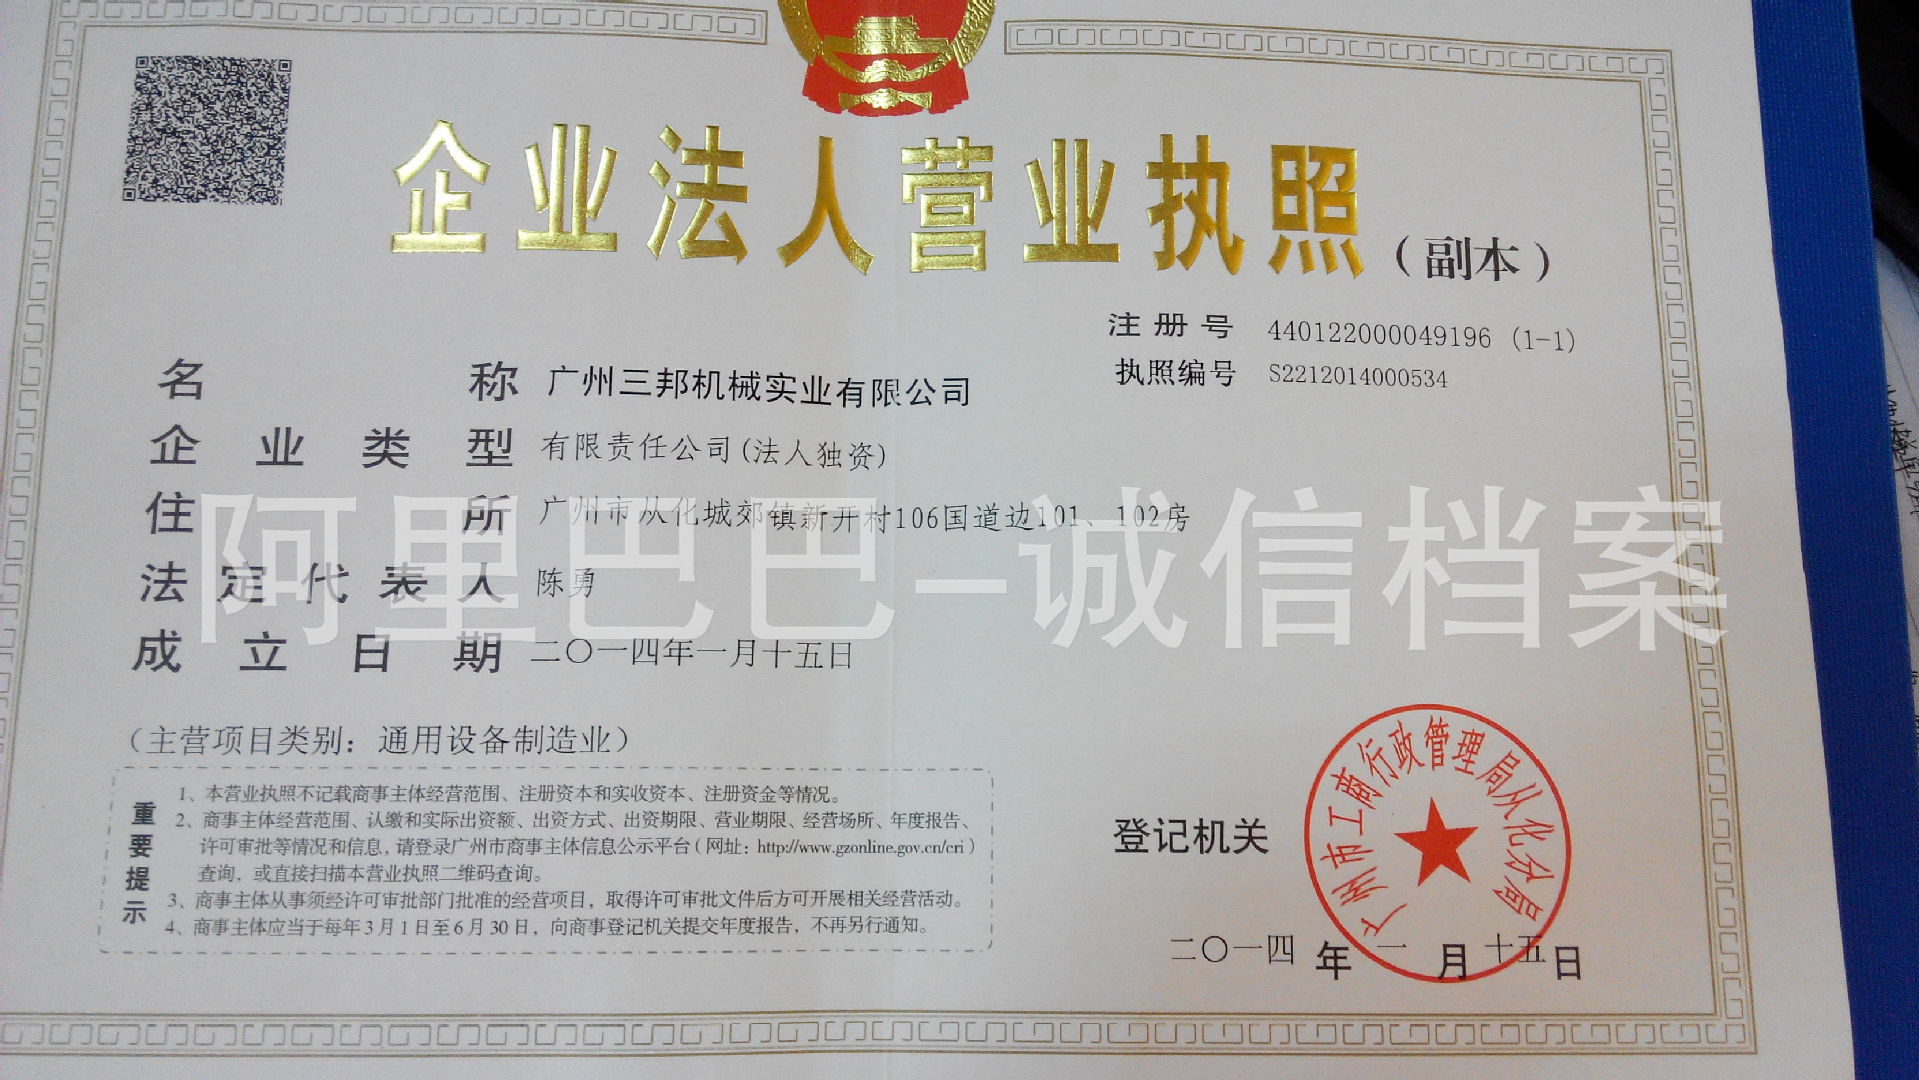 企业法人营业执照（副本）
注册号 440122000049196 (1-1)
执照编号 S2212014000534
名称 广州三邦机械实业有限公司
企业类型 有限责任公司(法人独资)
住所 广州市从化城郊镇新开村106国道边101、102房
法定代表人 陈勇
成立日期 二〇一四年一月十五日
阿里巴巴-诚信档案
（主营项目类别：通用设备制造业）
重要提示
1、本营业执照不记载商事主体经营范围、注册资本和实收资本、注册资金等情况。
2、商事主体经营范围、认缴和实际出资额、出资方式、出资期限、营业期限、经营场所、年度报告、
许可审批等情况和信息，请登录广州市商事主体信息公示平台（网址：http://www.gzonline.gov.cn/cri）
查询，或直接扫描本营业执照二维码查询。
3、商事主体从事须经许可审批部门批准的经营项目，取得许可审批文件后方可开展相关经营活动。
4、商事主体应当于每年3月1日至6月30日，向商事登记机关提交年度报告，不再另行通知。
登记机关
广州市工商行政管理局从化分局
二〇一四年一月十五日